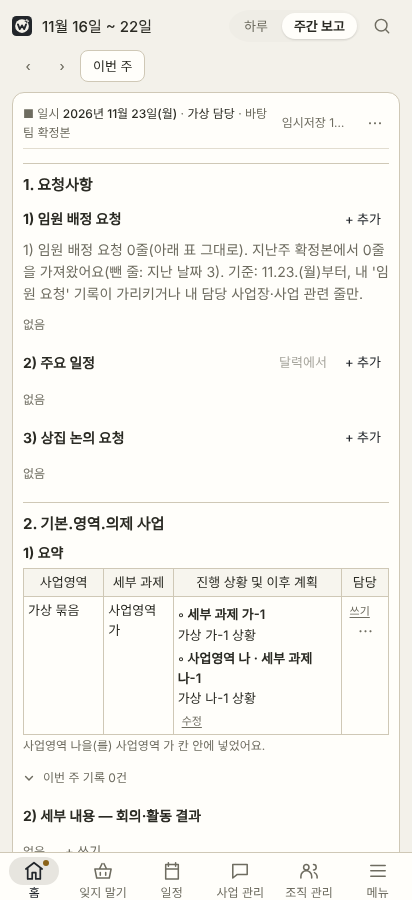 11월 16일 ~ 22일
하루
주간 보고
이번 주
■ 일시 2026년 11월 23일(월) · 가상 담당 · 바탕
팀 확정본
임시저장 1...
1. 요청사항
1) 임원 배정 요청
+ 추가
1) 임원 배정 요청 0줄(아래 표 그대로). 지난주 확정본에서 0줄
을 가져왔어요(뺀 줄: 지난 날짜 3). 기준: 11.23.(월)부터, 내 '임
원 요청' 기록이 가리키거나 내 담당 사업장·사업 관련 줄만.
없음
2) 주요 일정
달력에서
+ 추가
없음
3) 상집 논의 요청
+ 추가
없음
2. 기본.영역.의제 사업
1) 요약
사업영역
세부 과제
진행 상황 및 이후 계획
담당
가상 묶음
사업영역
가
∘ 세부 과제 가-1
가상 가-1 상황
∘ 사업영역 나 · 세부 과제
나-1
가상 나-1 상황
수정
쓰기
사업영역 나을(를) 사업영역 가 칸 안에 넣었어요.
이번 주 기록 0건
2) 세부 내용 — 회의·활동 결과
홈
잊지 말기
일정
사업 관리
조직 관리
메뉴